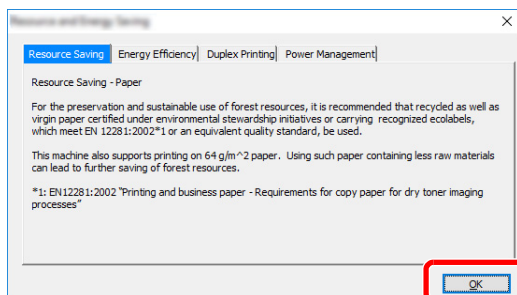 Resource and Energy Saving
Resource Saving Energy Efficiency Duplex Printing Power Management
Resource Saving - Paper
For the preservation and sustainable use of forest resources, it is recommended that recycled as well as
virgin paper certified under environmental stewardship initiatives or carrying recognized ecolabels,
which meet EN 12281:2002*1 or an equivalent quality standard, be used.
This machine also supports printing on 64 g/m^2 paper. Using such paper containing less raw materials
can lead to further saving of forest resources.
*1: EN12281:2002 "Printing and business paper - Requirements for copy paper for dry toner imaging
processes"
OK